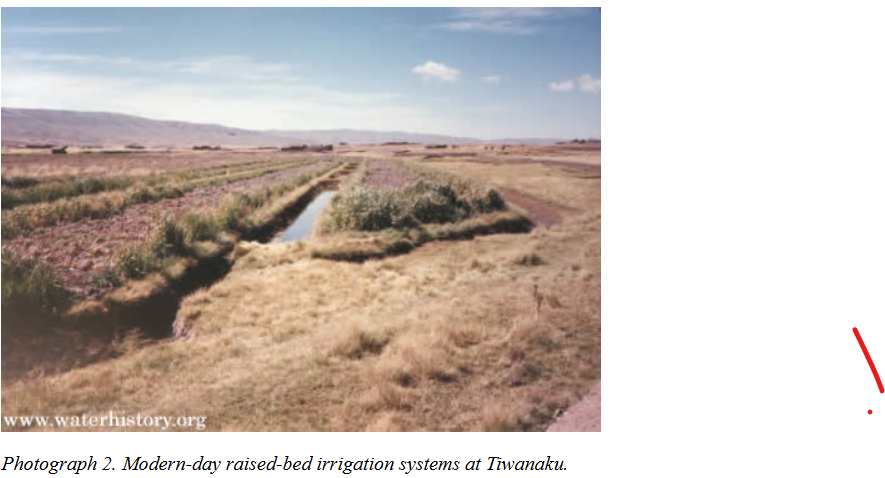 www.waterhistory.org
Photograph 2. Modern-day raised-bed irrigation systems at Tiwanaku.